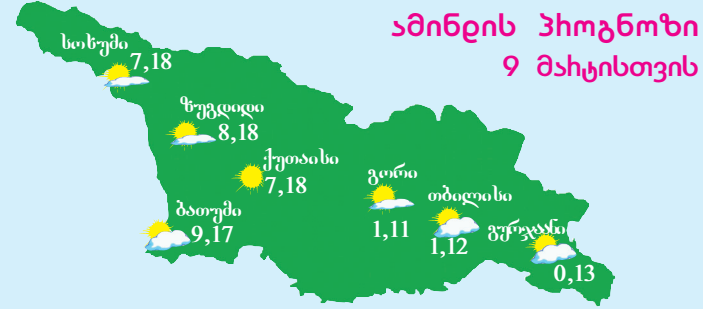 ამინდის პროგნოზი
9 მარტისთვის
სოხუმი
7,18
ზუგდიდი
8,18
ქუთაისი
7,18
გორი
1,11
თბილისი
1,12
ბათუმი
9,17
გურჯაანი
0,13